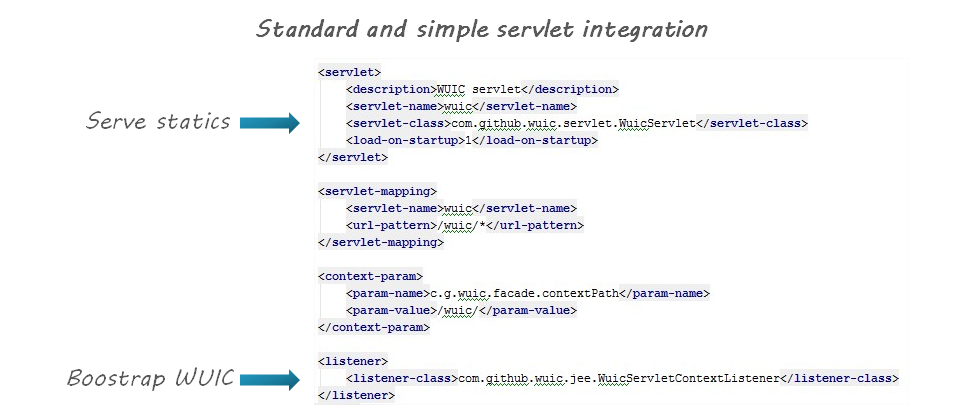 Standard and simple servlet integration
<servlet>
<description>WUIC servlet</description>
<servlet-name>wuic</servlet-name>
Serve statics
<servlet-class>com.github.wuic.servlet.WuicServlet</servlet-class>
<load-on-startup>1</load-on-startup>
</servlet>
<servlet-mapping>
<servlet-name>wuic</servlet-name>
<url-pattern>/wuic/*</url-pattern>
</servlet-mapping>
<context-param>
<param-name>c.g.wuic.facade.contextPath</param-name>
<param-value>/wuic/</param-value>
</context-param>
<listener>
Boostrap WUIC
<listener-class>com.github.wuic.jee.WuicServletContextListener</listener-class>
</listener>